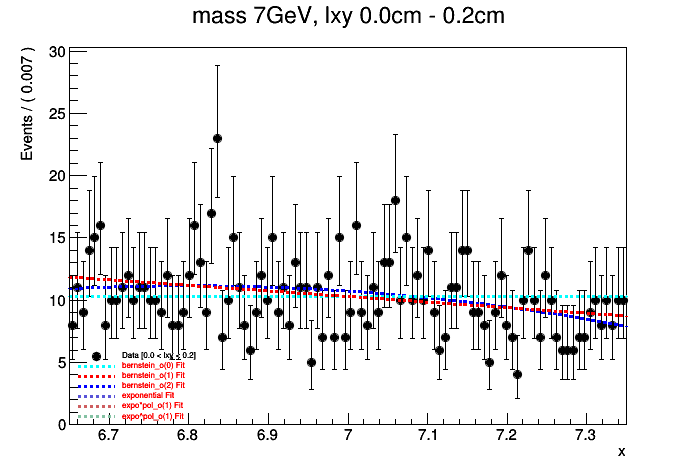 mass 7GeV, lxy 0.0cm - 0.2cm
Events / ( 0.007 )
30
25
20
15
10
5
0
Data [0.0 < lxy < 0.2]
bernstein_o(0) Fit
bernstein_o(1) Fit
bernstein_o(2) Fit
exponential Fit
expo*pol_o(1) Fit
expo^pol_o(1) Fit
6.7 6.8 6.9 7 7.1 7.2 7.3
x